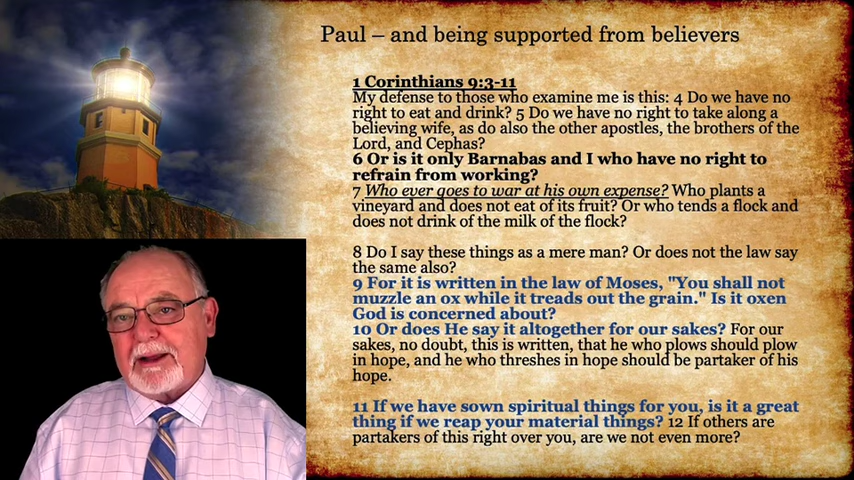 Paul – and being supported from believers
1 Corinthians 9:3-11
My defense to those who examine me is this: 4 Do we have no
right to eat and drink? 5 Do we have no right to take along a
believing wife, as do also the other apostles, the brothers of the
Lord, and Cephas?
6 Or is it only Barnabas and I who have no right to
refrain from working?
7 Who ever goes to war at his own expense? Who plants a
vineyard and does not eat of its fruit? Or who tends a flock and
does not drink of the milk of the flock?
8 Do I say these things as a mere man? Or does not the law say
the same also?
9 For it is written in the law of Moses, "You shall not
muzzle an ox while it treads out the grain." Is it oxen
God is concerned about?
10 Or does He say it altogether for our sakes? For our
sakes, no doubt, this is written, that he who plows should plow
in hope, and he who threshes in hope should be partaker of his
hope.
11 If we have sown spiritual things for you, is it a great
thing if we reap your material things? 12 If others are
partakers of this right over you, are we not even more?